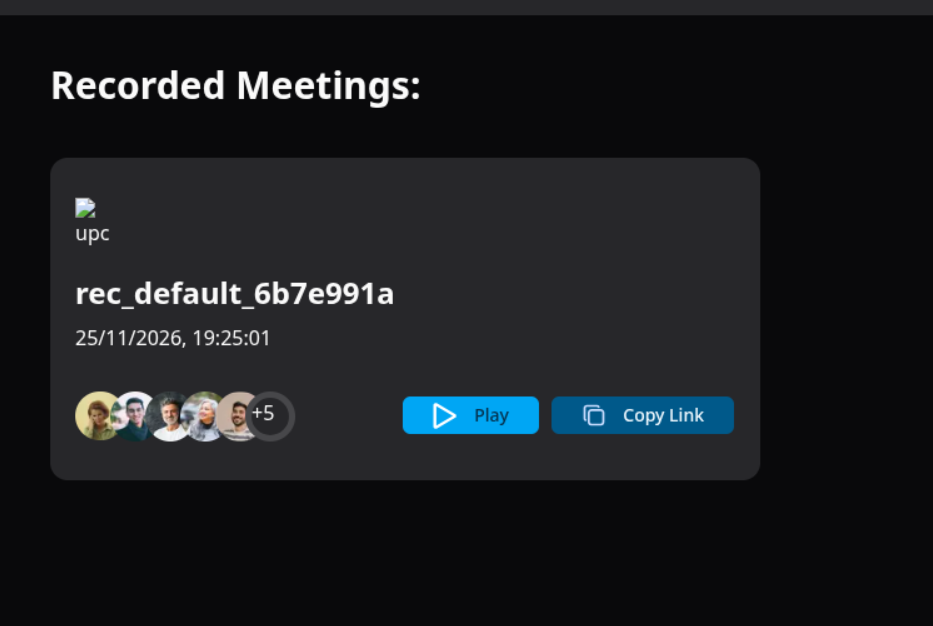 Recorded Meetings:
upc
rec_default_6b7e991a
25/11/2026, 19:25:01
+5
Play
Copy Link